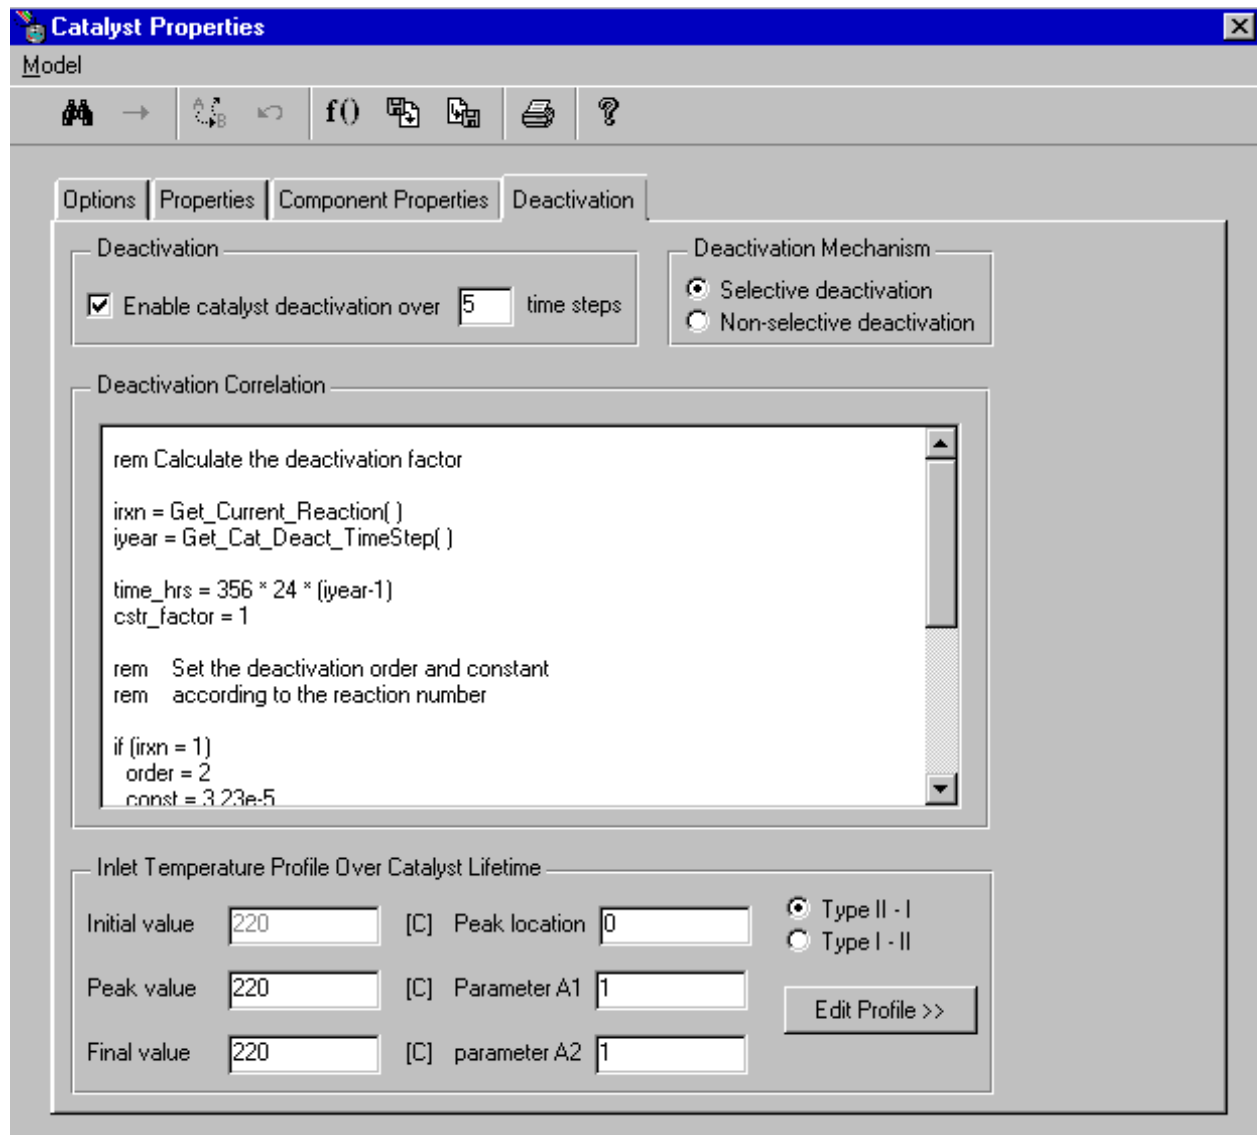 Catalyst Properties
Model
A B f()
Options Properties Component Properties Deactivation
Deactivation
Enable catalyst deactivation over 5 time steps
Deactivation Mechanism
Selective deactivation
Non-selective deactivation
Deactivation Correlation
rem Calculate the deactivation factor
irxn = Get_Current_Reaction( )
iyear = Get_Cat_Deact_TimeStep( )
time_hrs = 356 * 24 * (iyear-1)
cstr_factor = 1
rem Set the deactivation order and constant
rem according to the reaction number
if (irxn = 1)
order = 2
const = 3.23e-5
Inlet Temperature Profile Over Catalyst Lifetime
Initial value 220 [C] Peak location 0
Type II - I
Type I - II
Peak value 220 [C] Parameter A1 1
Edit Profile >>
Final value 220 [C] parameter A2 1